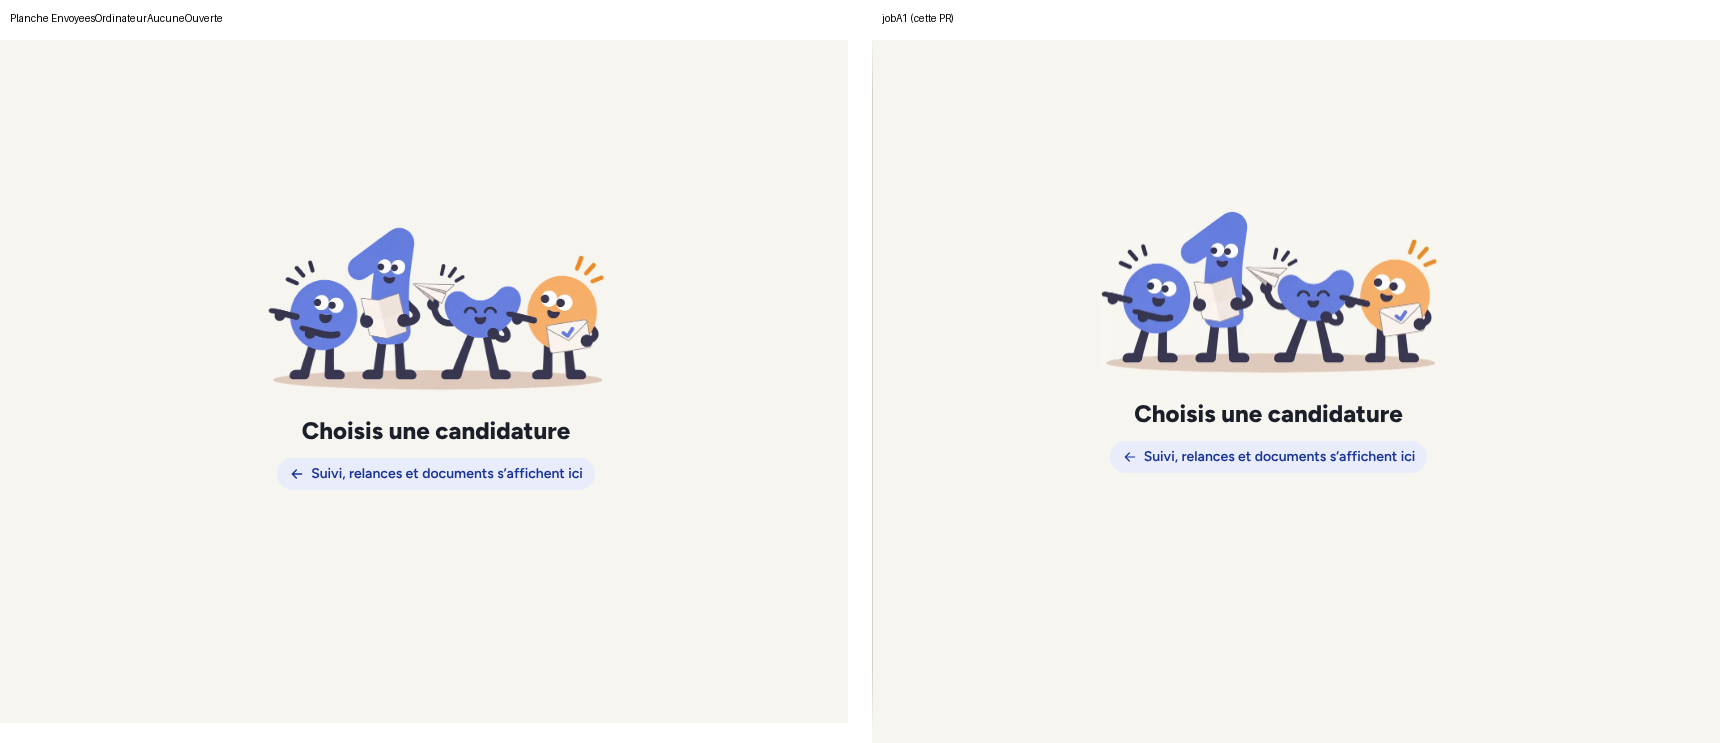 Planche EnvoyeesOrdinateurAucuneOuverte
Choisis une candidature
← Suivi, relances et documents s’affichent ici
jobA1 (cette PR)
Choisis une candidature
← Suivi, relances et documents s’affichent ici